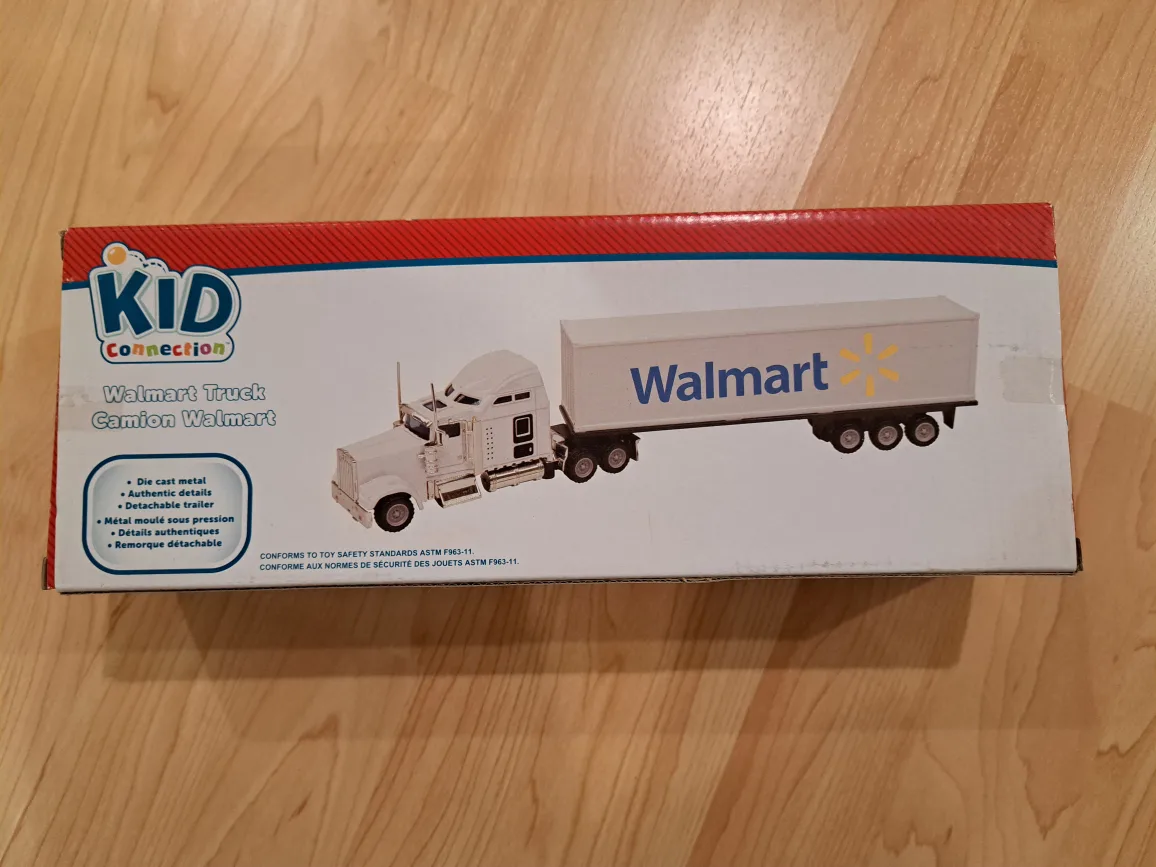 KID
Connection™
Walmart Truck
Camion Walmart
• Die cast metal
• Authentic details
• Detachable trailer
• Métal moulé sous pression
• Détails authentiques
• Remorque détachable
CONFORMS TO TOY SAFETY STANDARDS ASTM F963-11.
CONFORME AUX NORMES DE SÉCURITÉ DES JOUETS ASTM F963-11.
Walmart